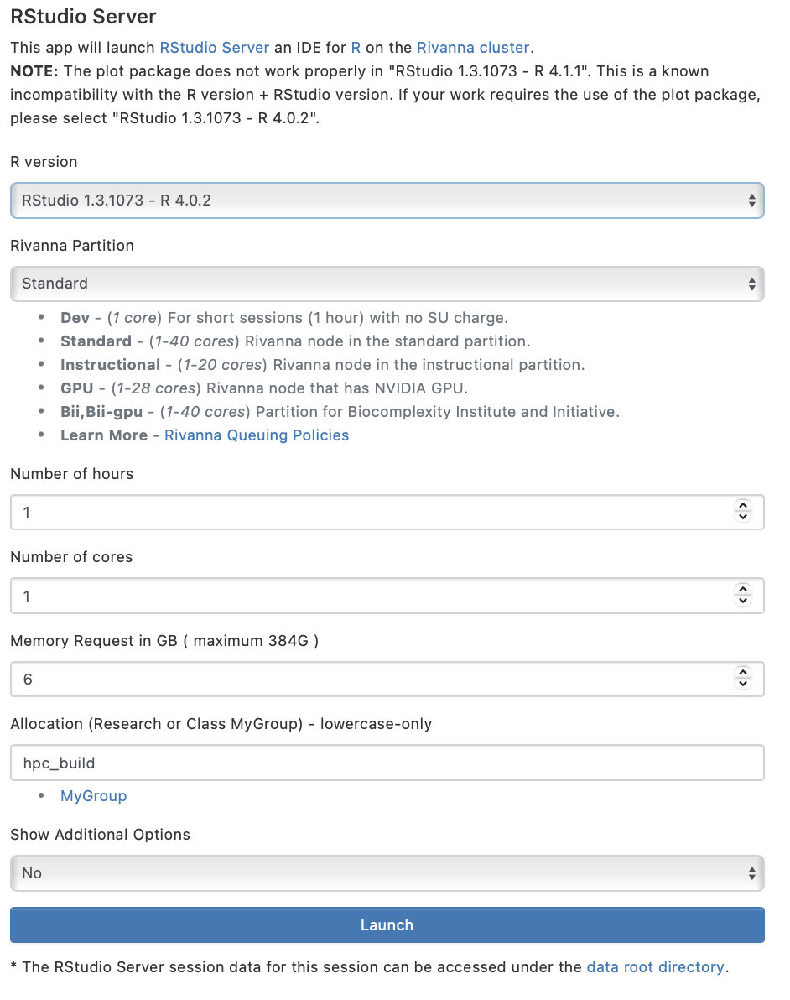 RStudio Server
This app will launch RStudio Server an IDE for R on the Rivanna cluster.
NOTE: The plot package does not work properly in "RStudio 1.3.1073 - R 4.1.1". This is a known
incompatibility with the R version + RStudio version. If your work requires the use of the plot package,
please select "RStudio 1.3.1073 - R 4.0.2".
R version
RStudio 1.3.1073 - R 4.0.2
Rivanna Partition
Standard
• Dev - (1 core) For short sessions (1 hour) with no SU charge.
• Standard - (1-40 cores) Rivanna node in the standard partition.
• Instructional - (1-20 cores) Rivanna node in the instructional partition.
• GPU - (1-28 cores) Rivanna node that has NVIDIA GPU.
• Bii,Bii-gpu - (1-40 cores) Partition for Biocomplexity Institute and Initiative.
• Learn More - Rivanna Queuing Policies
Number of hours
1
Number of cores
1
Memory Request in GB ( maximum 384G )
6
Allocation (Research or Class MyGroup) - lowercase-only
hpc_build
• MyGroup
Show Additional Options
No
Launch
* The RStudio Server session data for this session can be accessed under the data root directory.